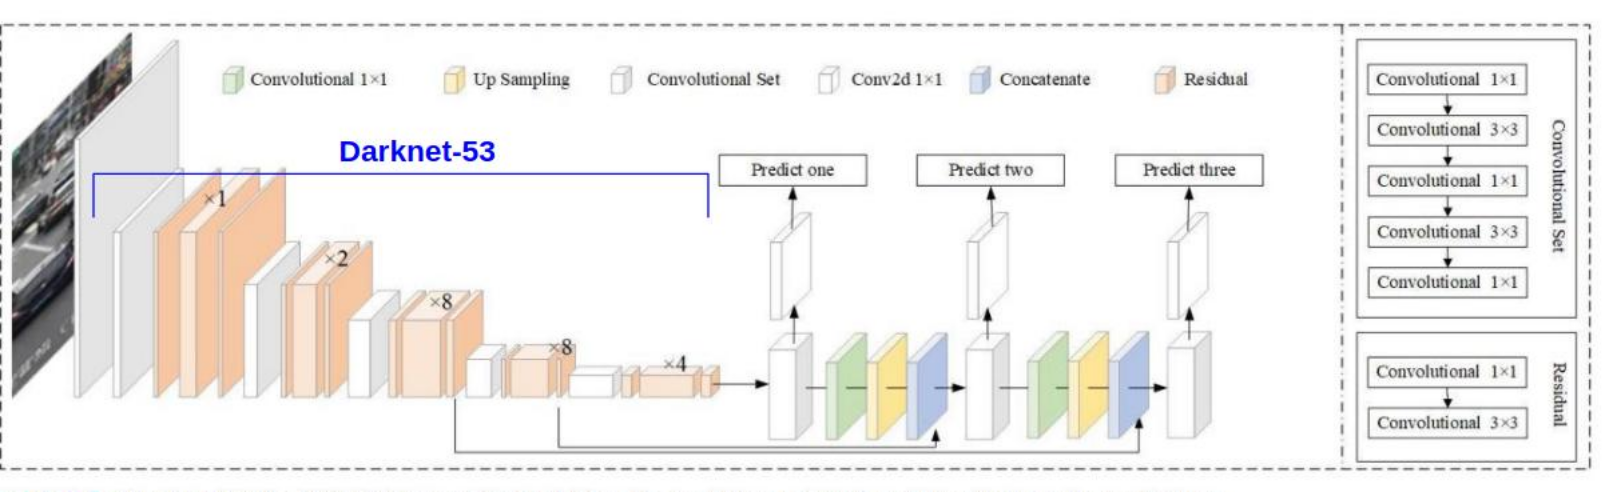 Convolutional 1×1
Up Sampling
Convolutional Set
Conv2d 1×1
Concatenate
Residual
Darknet-53
×1
×2
×8
×8
×4
Predict one
Predict two
Predict three
Convolutional 1×1
Convolutional 3×3
Convolutional 1×1
Convolutional 3×3
Convolutional 1×1
Convolutional Set
Convolutional 1×1
Convolutional 3×3
Residual